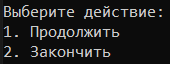 Выберите действие:
1. Продолжить
2. Закончить